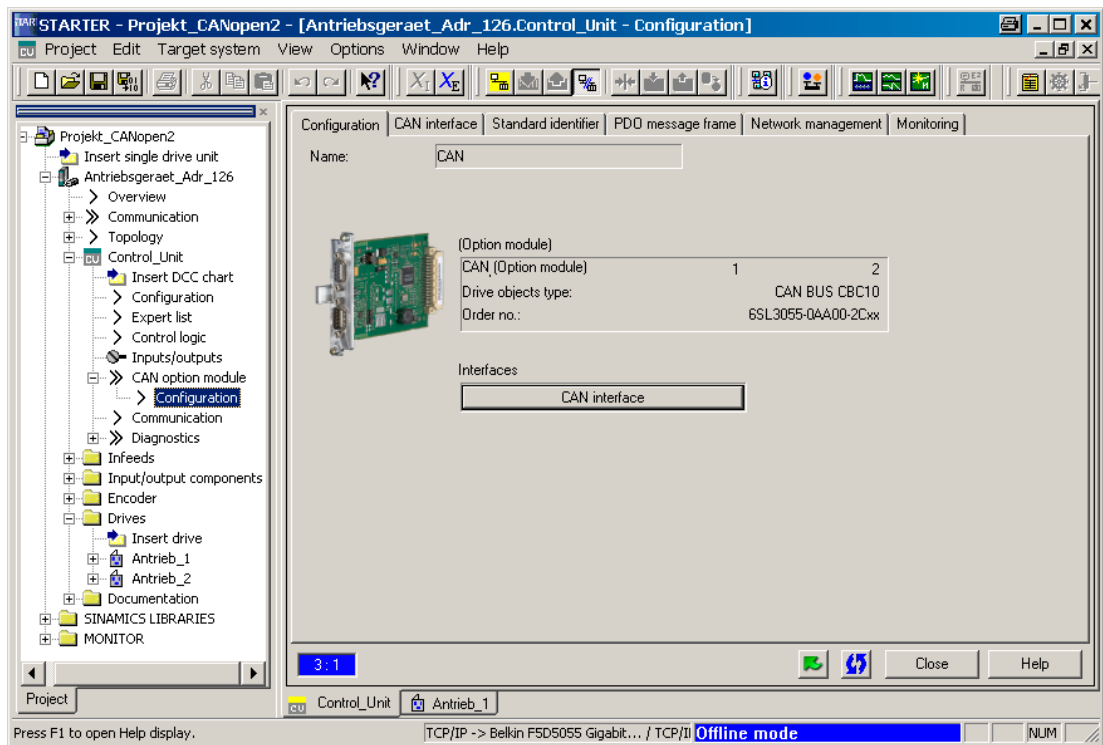 STARTER - Projekt_CANopen2 - [Antriebsgeraet_Adr_126.Control_Unit - Configuration]
Project Edit Target system View Options Window Help
Projekt_CANopen2
Insert single drive unit
Antriebsgeraet_Adr_126
Overview
Communication
Topology
Control_Unit
Insert DCC chart
Configuration
Expert list
Control logic
Inputs/outputs
CAN option module
Configuration
Communication
Diagnostics
Infeeds
Input/output components
Encoder
Drives
Insert drive
Antrieb_1
Antrieb_2
Documentation
SINAMICS LIBRARIES
MONITOR
Project
Configuration CAN interface Standard identifier PDO message frame Network management Monitoring
Name: CAN
(Option module)
CAN (Option module) 1 2
Drive objects type: CAN BUS CBC10
Order no.: 6SL3055-0AA00-2Cxx
Interfaces
CAN interface
3:1 Close Help
Control_Unit Antrieb_1
Press F1 to open Help display. TCP/IP -> Belkin F5D5055 Gigabit... / TCP/I Offline mode NUM